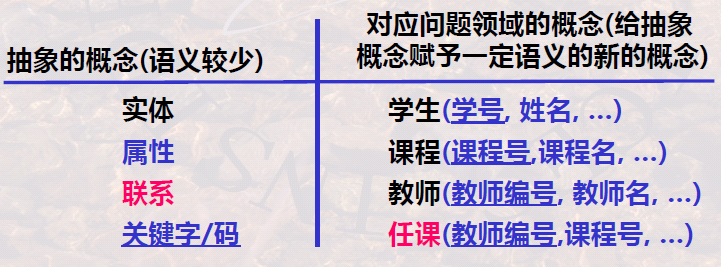 抽象的概念(语义较少)
对应问题领域的概念(给抽象
概念赋予一定语义的新的概念)
实体
学生(学号, 姓名, …)
属性
课程(课程号,课程名, …)
联系
教师(教师编号, 教师名, …)
关键字/码
任课(教师编号,课程号, …)